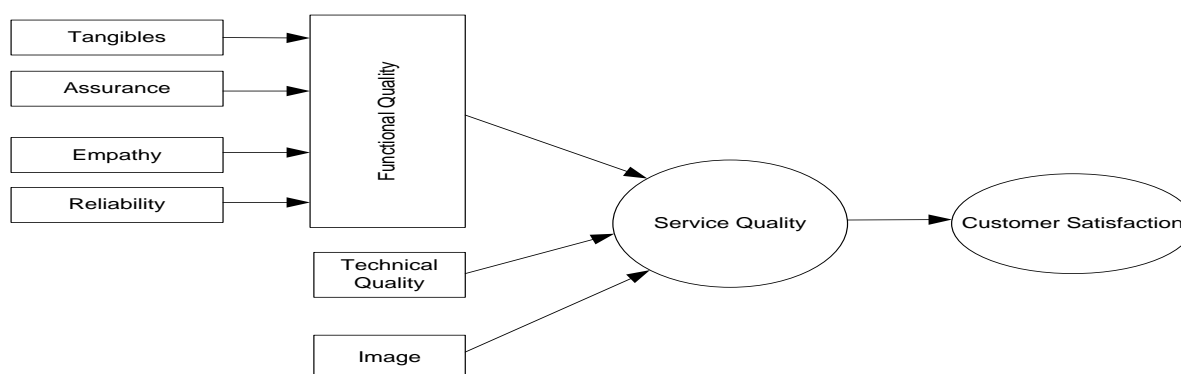 Tangibles
Assurance
Empathy
Reliability
Functional Quality
Technical
Quality
Image
Service Quality
Customer Satisfaction